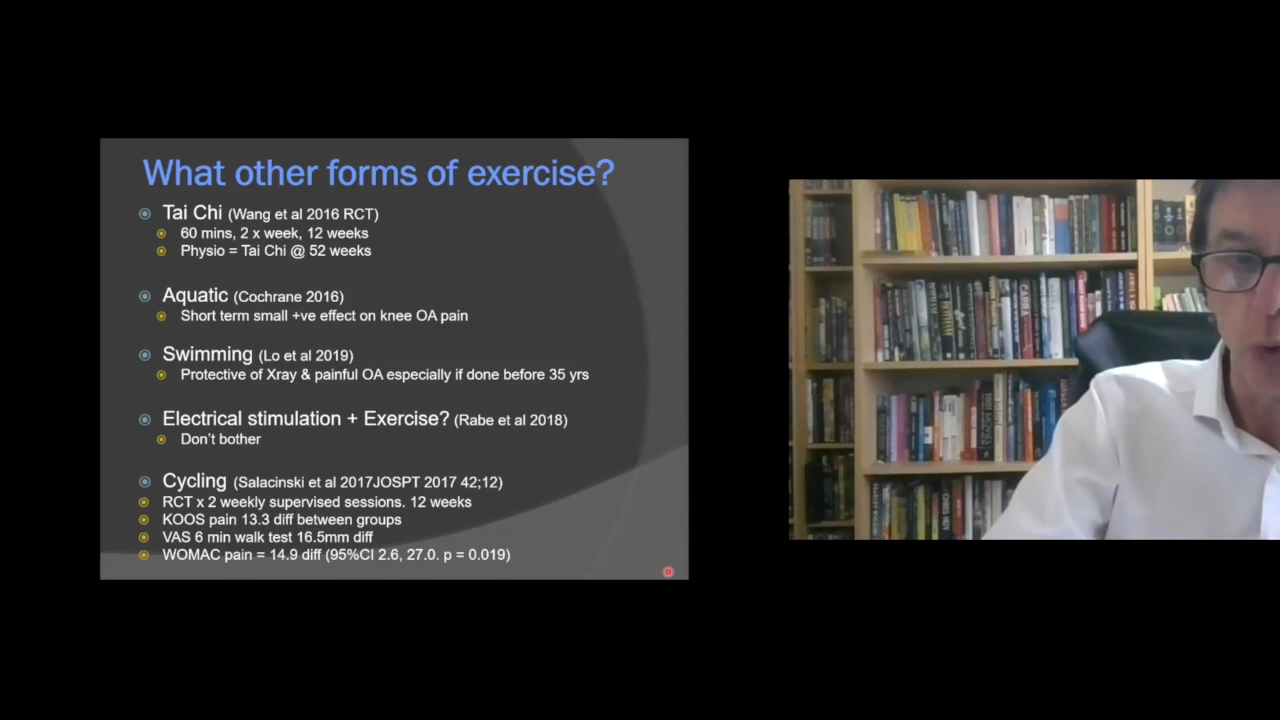 What other forms of exercise?
Tai Chi (Wang et al 2016 RCT)
60 mins, 2 x week, 12 weeks
Physio = Tai Chi @ 52 weeks
Aquatic (Cochrane 2016)
Short term small +ve effect on knee OA pain
Swimming (Lo et al 2019)
Protective of Xray & painful OA especially if done before 35 yrs
Electrical stimulation + Exercise? (Rabe et al 2018)
Don't bother
Cycling (Salacinski et al 2017JOSPT 2017 42;12)
RCT x 2 weekly supervised sessions. 12 weeks
KOOS pain 13.3 diff between groups
VAS 6 min walk test 16.5mm diff
WOMAC pain = 14.9 diff (95%CI 2.6, 27.0. p = 0.019)